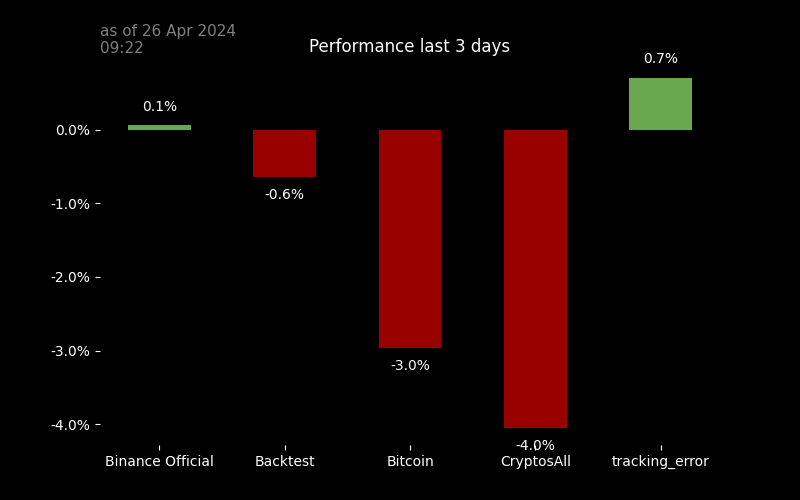 as of 26 Apr 2024
09:22
Performance last 3 days
0.7%
0.1%
0.0%
-0.6%
-1.0%
-2.0%
-3.0%
-3.0%
-4.0%
-4.0%
Binance Official
Backtest
Bitcoin
CryptosAll
tracking_error